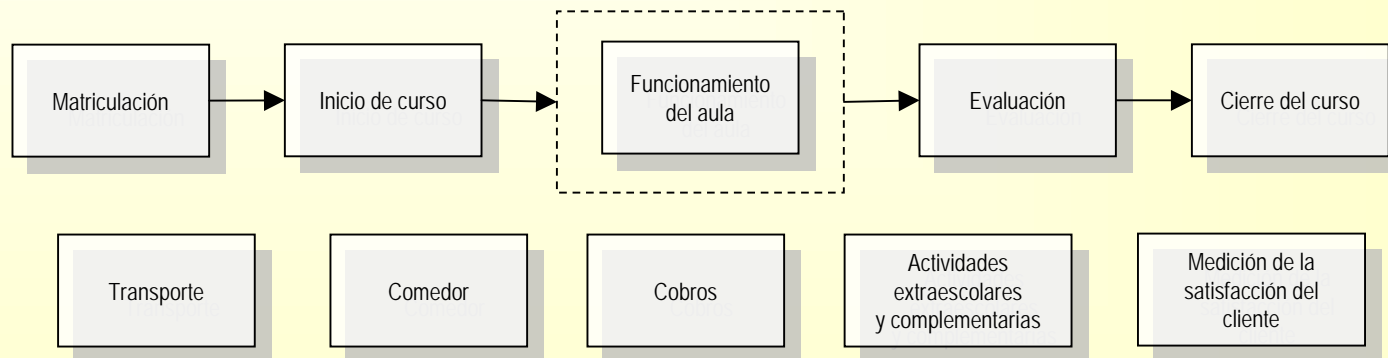 Matriculación
Inicio de curso
Funcionamiento
del aula
Evaluación
Cierre del curso
Transporte
Comedor
Cobros
Actividades
extraescolares
y complementarias
Medición de la
satisfacción del
cliente